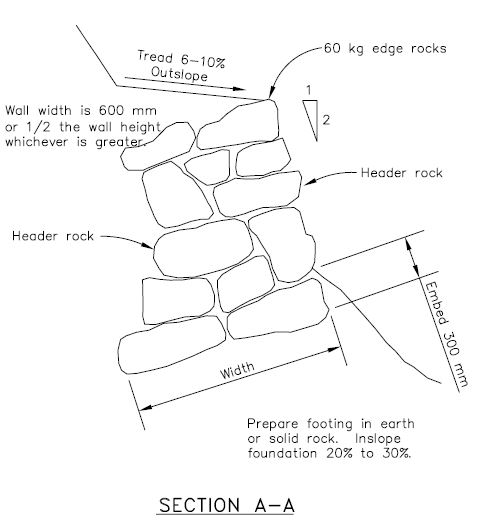 Tread 6-10%
Outslope
60 kg edge rocks
1
2
Wall width is 600 mm
or 1/2 the wall height
whichever is greater.
Header rock
Header rock
Embed 300 mm
Width
Prepare footing in earth
or solid rock. Inslope
foundation 20% to 30%.
SECTION A-A